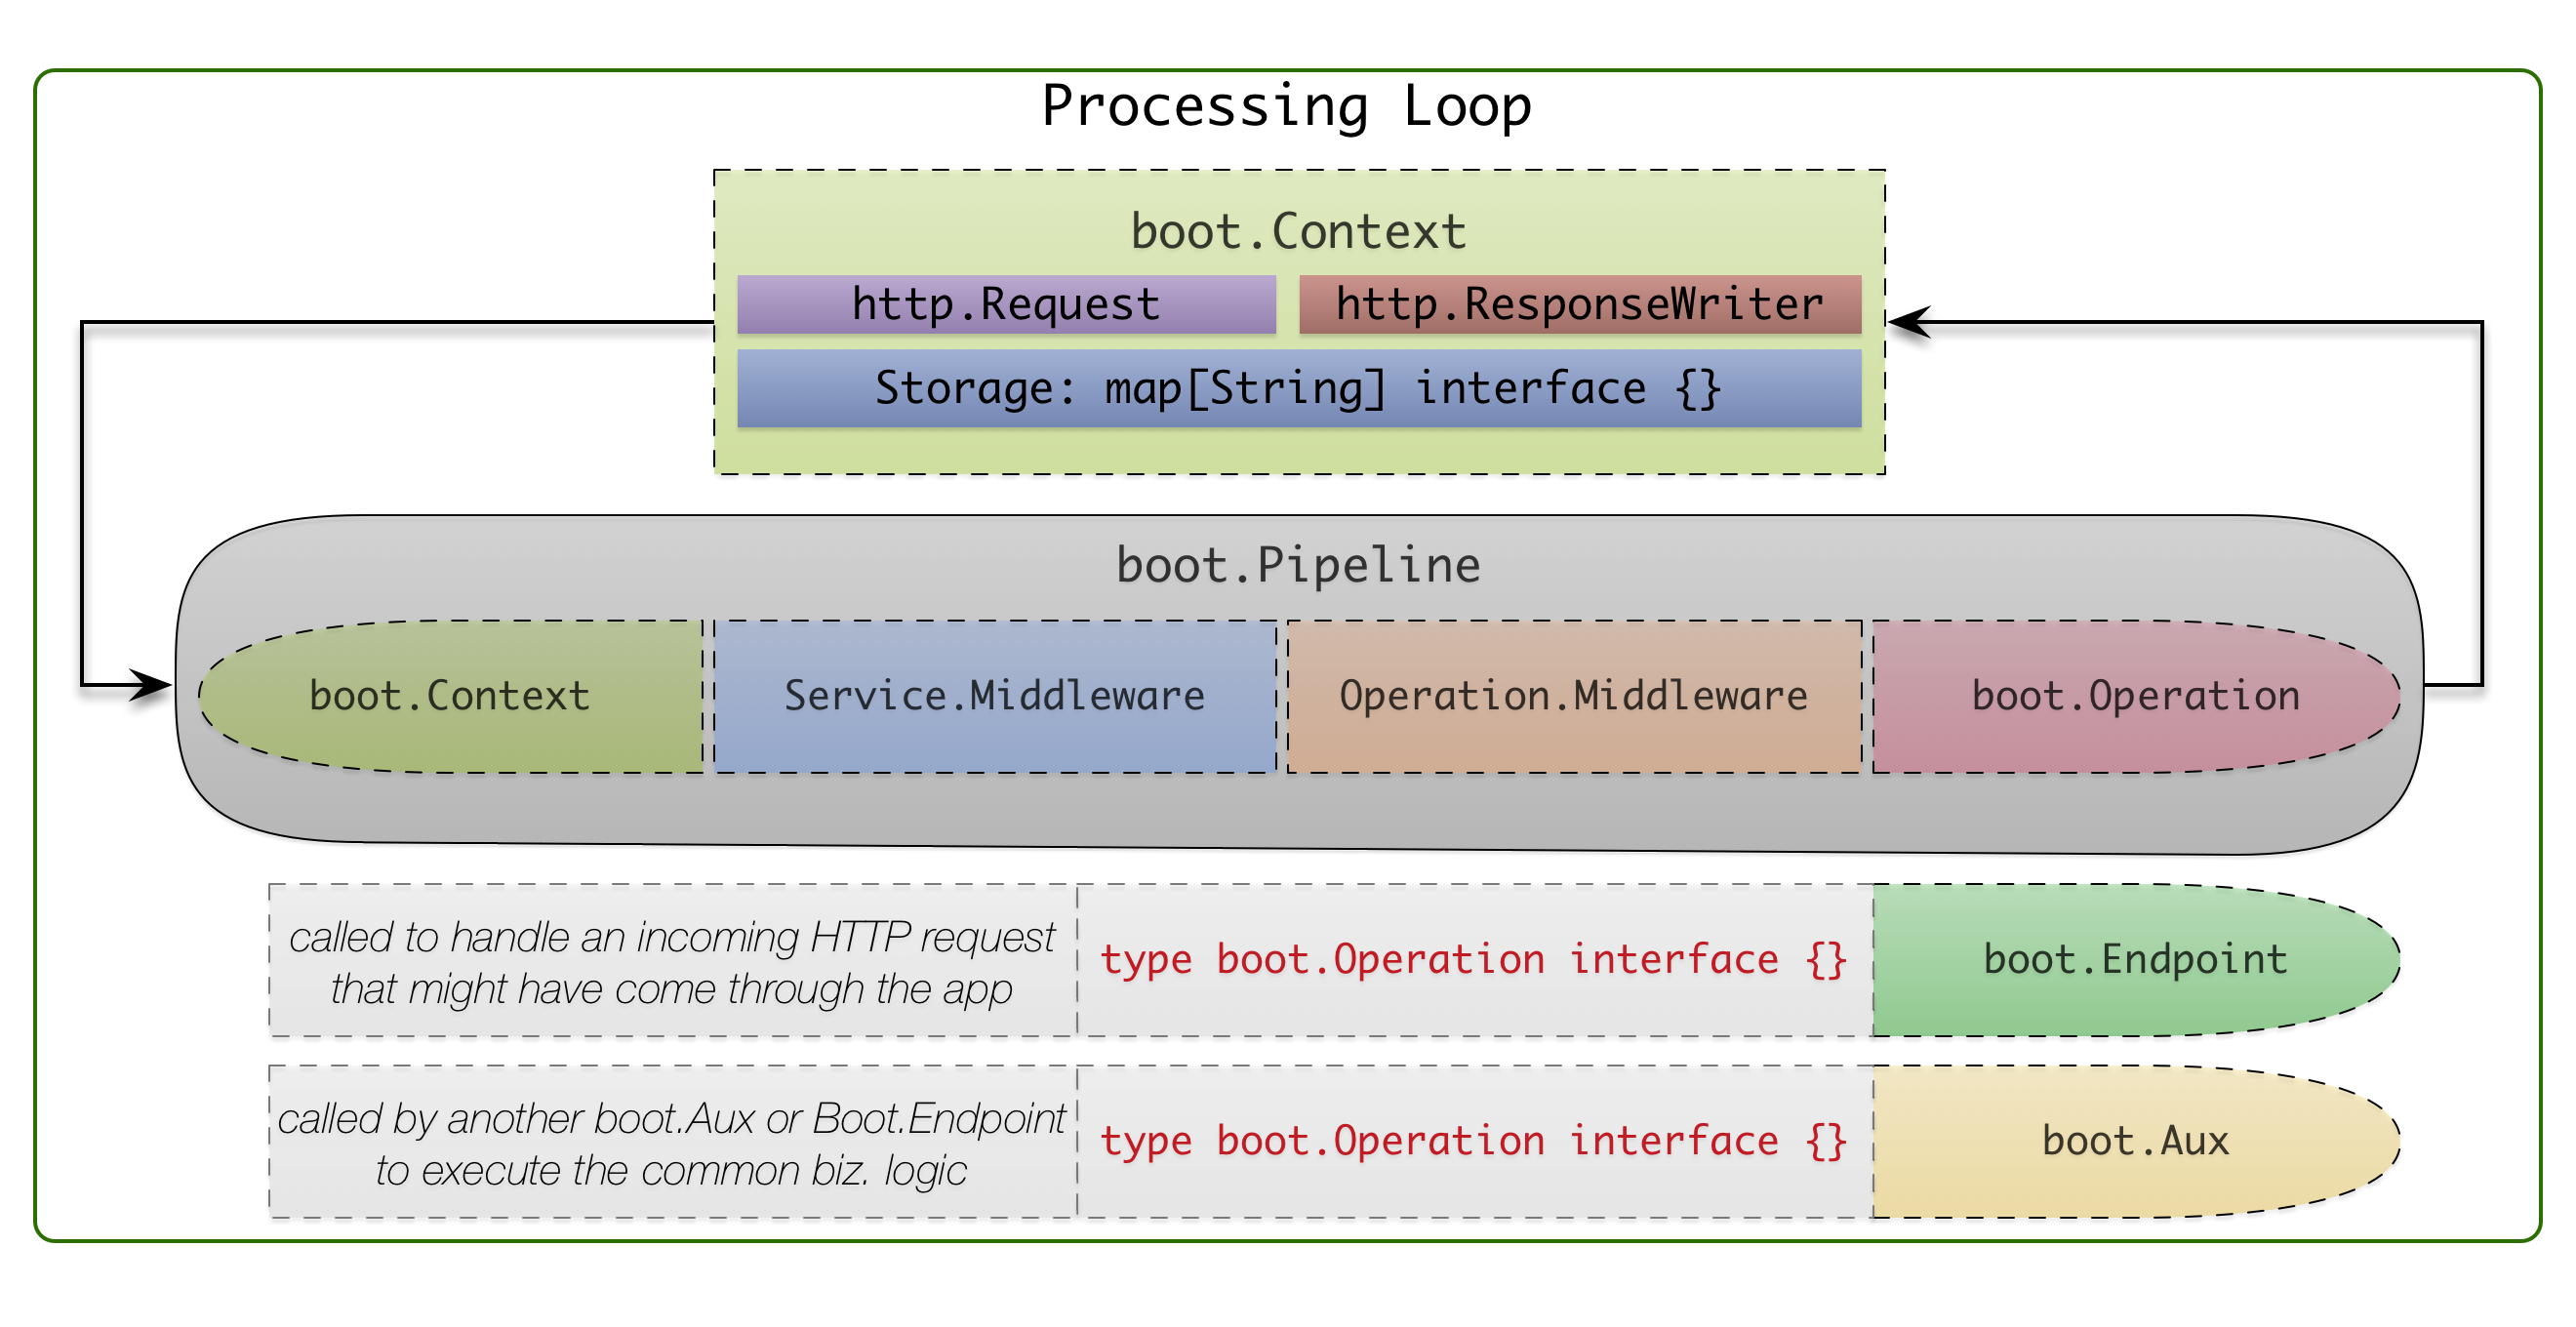 Processing Loop
boot.Context
http.Request
http.ResponseWriter
Storage: map[String] interface {}
boot.Pipeline
boot.Context
Service.Middleware
Operation.Middleware
boot.Operation
called to handle an incoming HTTP request
that might have come through the app
type boot.Operation interface {}
boot.Endpoint
called by another boot.Aux or Boot.Endpoint
to execute the common biz. logic
type boot.Operation interface {}
boot.Aux